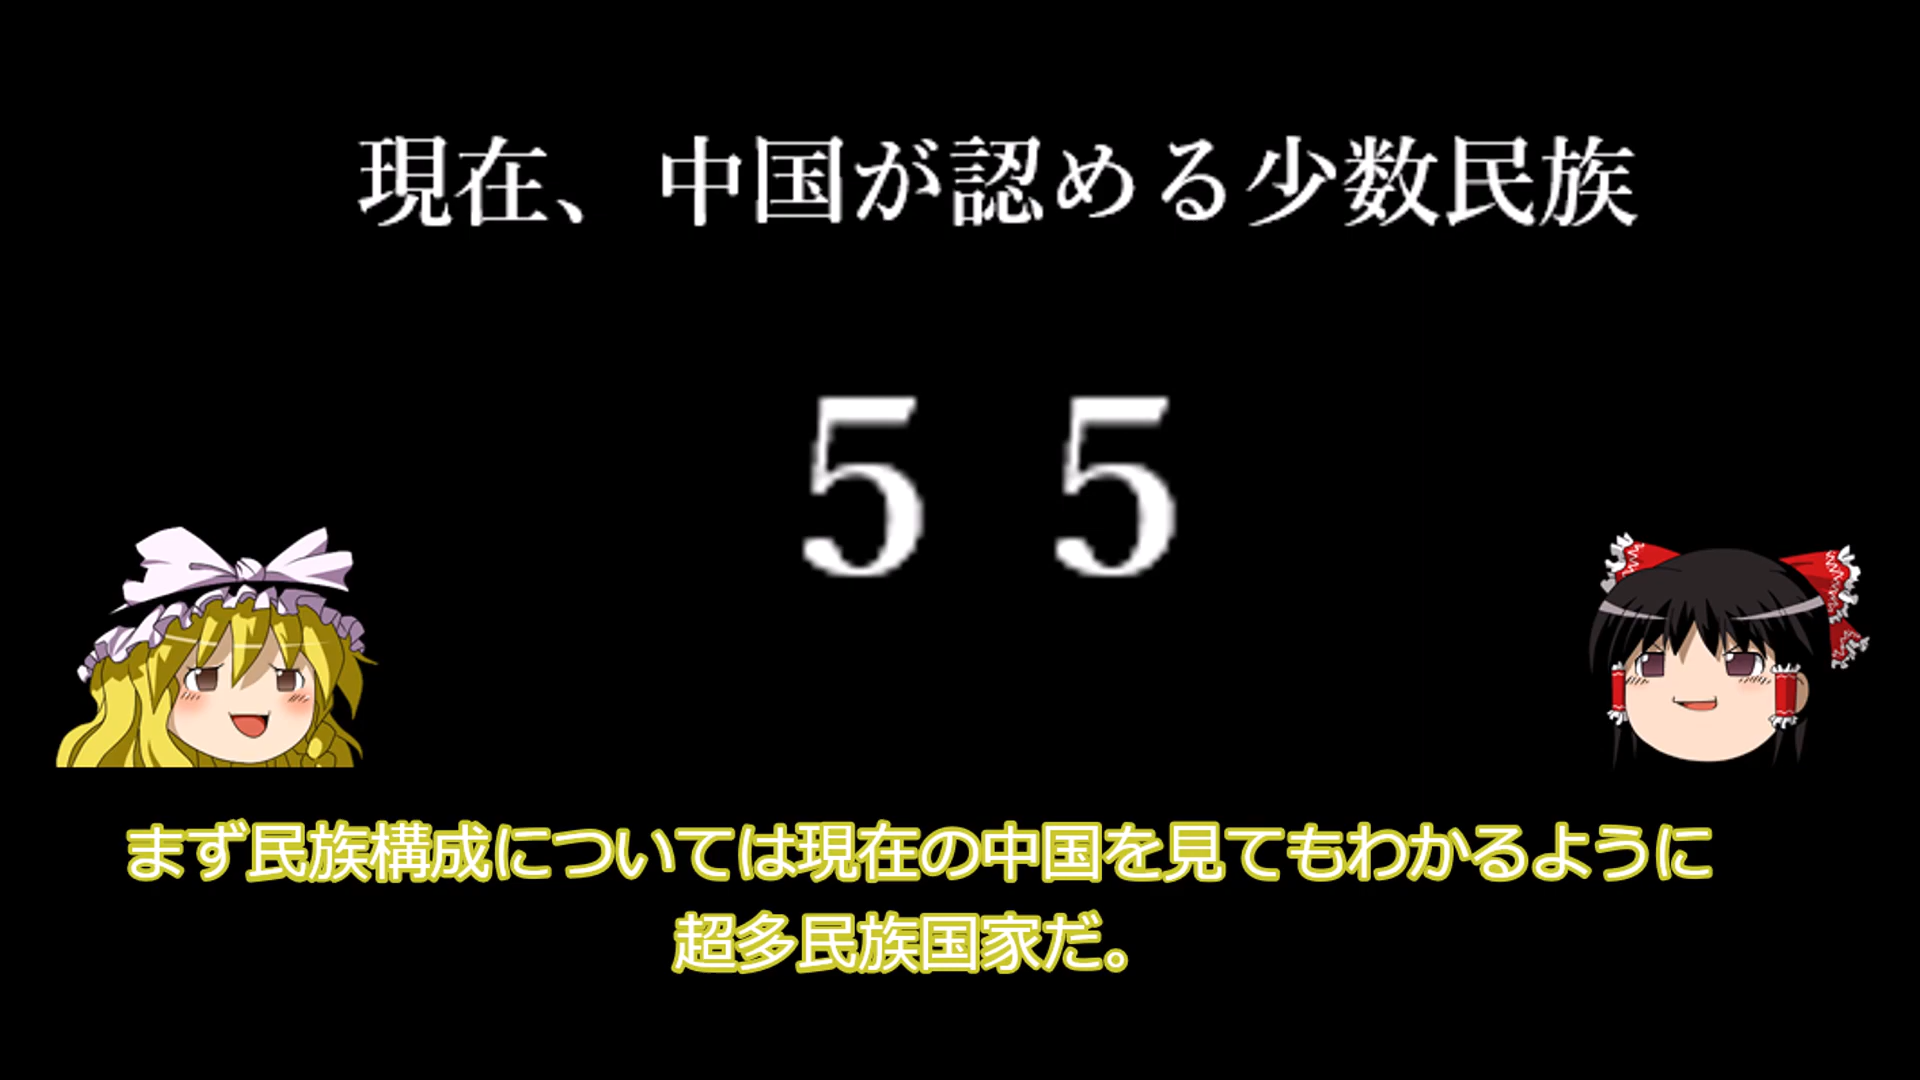 現在、中国が認める少数民族
５５
まず民族構成については現在の中国を見てもわかるように
超多民族国家だ。